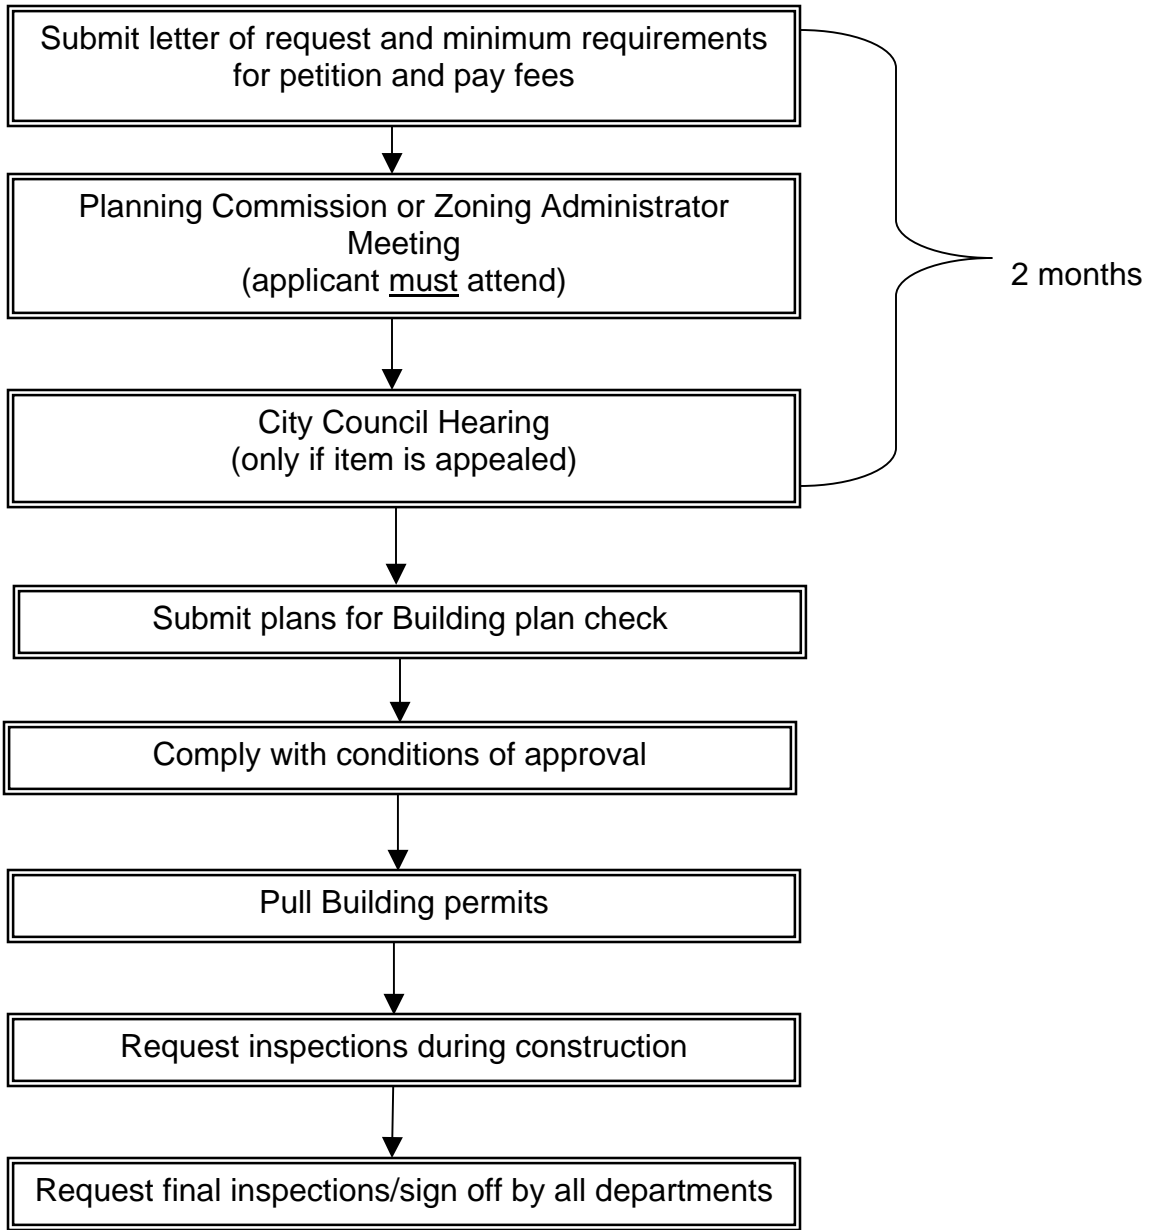 Submit letter of request and minimum requirements
for petition and pay fees
Planning Commission or Zoning Administrator
Meeting
(applicant must attend)
2 months
City Council Hearing
(only if item is appealed)
Submit plans for Building plan check
Comply with conditions of approval
Pull Building permits
Request inspections during construction
Request final inspections/sign off by all departments